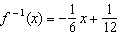 f⁻¹(x) = −1/6 x + 1/12